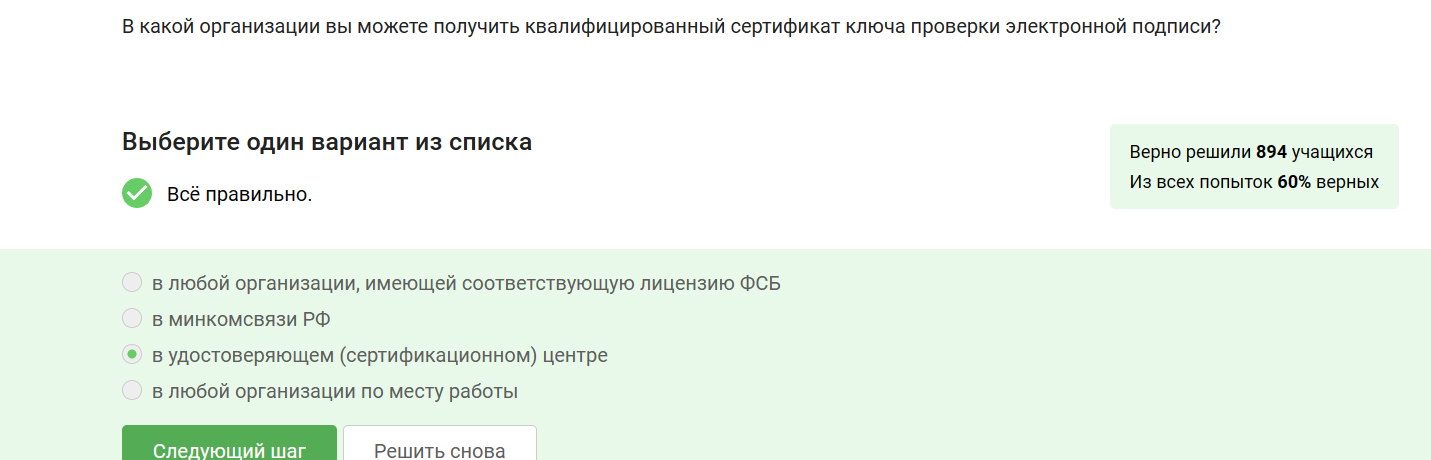 В какой организации вы можете получить квалифицированный сертификат ключа проверки электронной подписи?
Выберите один вариант из списка
Всё правильно.
Верно решили 894 учащихся
Из всех попыток 60% верных
в любой организации, имеющей соответствующую лицензию ФСБ
в минкомсвязи РФ
в удостоверяющем (сертификационном) центре
в любой организации по месту работы
Следующий шаг
Решить снова